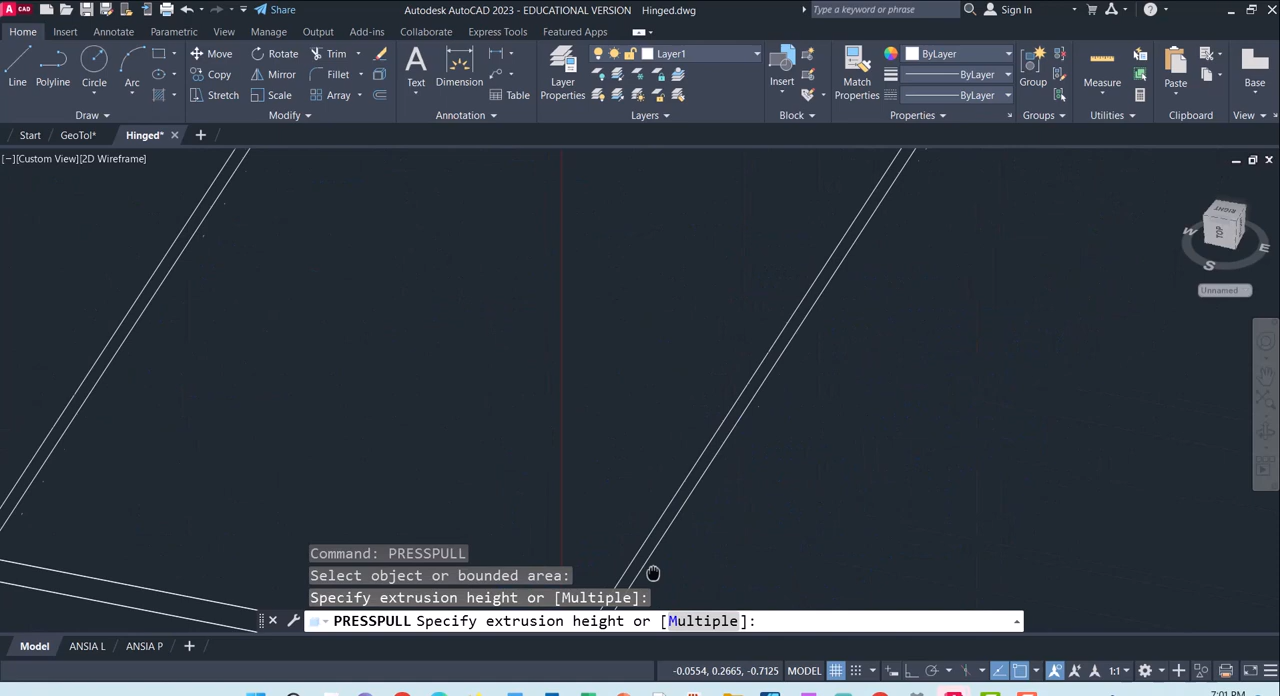 CAD
Share
Autodesk AutoCAD 2023 - EDUCATIONAL VERSION Hinged.dwg
Type a keyword or phrase
Sign In
Home Insert Annotate Parametric View Manage Output Add-ins Collaborate Express Tools Featured Apps
Line Polyline Circle Arc
Move Rotate Trim
Copy Mirror Fillet
Stretch Scale Array
Text Dimension Table
Layer Properties
Layer1
Insert
Match Properties
ByLayer
ByLayer
ByLayer
Group
Measure
Paste
Base
Draw Modify Annotation Layers Block Properties Groups Utilities Clipboard View
Start GeoTol* Hinged*
[−][Custom View][2D Wireframe]
RIGHT
TOP
W
E
S
Unnamed
Command: PRESSPULL
Select object or bounded area:
Specify extrusion height or [Multiple]:
PRESSPULL Specify extrusion height or [Multiple]:
Model ANSIA L ANSIA P
-0.0554, 0.2665, -0.7125 MODEL 1:1
7:01 PM